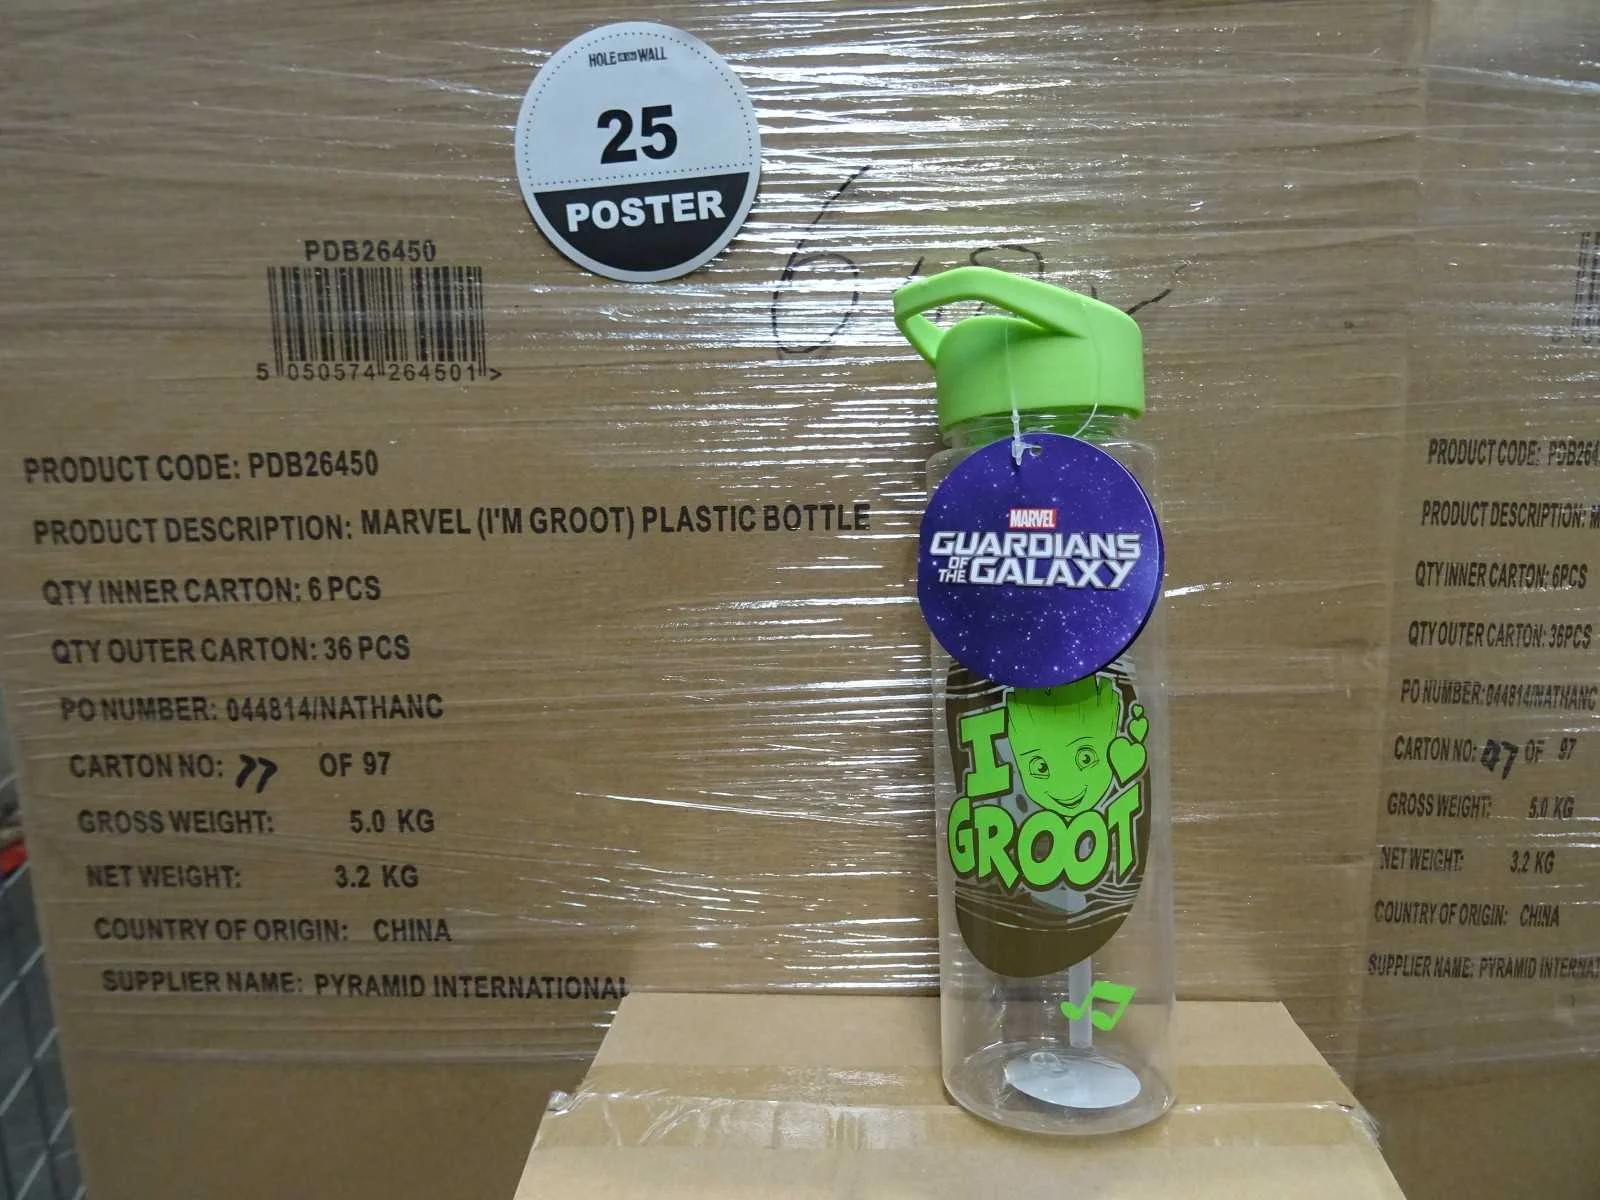 HOLE IN THE WALL
25
POSTER
PDB26450
5 050574 264501 >
PRODUCT CODE: PDB26450
PRODUCT DESCRIPTION: MARVEL (I'M GROOT) PLASTIC BOTTLE
QTY INNER CARTON: 6 PCS
QTY OUTER CARTON: 36 PCS
PO NUMBER: 044814/NATHANC
CARTON NO: 77 OF 97
GROSS WEIGHT: 5.0 KG
NET WEIGHT: 3.2 KG
COUNTRY OF ORIGIN: CHINA
SUPPLIER NAME: PYRAMID INTERNATIONAL
MARVEL
GUARDIANS
OF THE GALAXY
I
GROOT
PRODUCT CODE: PDB264
PRODUCT DESCRIPTION: M
QTY INNER CARTON: 6PCS
QTY OUTER CARTON: 36PCS
PO NUMBER: 044814/NATHANC
CARTON NO: OF 97
GROSS WEIGHT: 5.0 KG
NET WEIGHT: 3.2 KG
COUNTRY OF ORIGIN: CHINA
SUPPLIER NAME: PYRAMID INTERNA